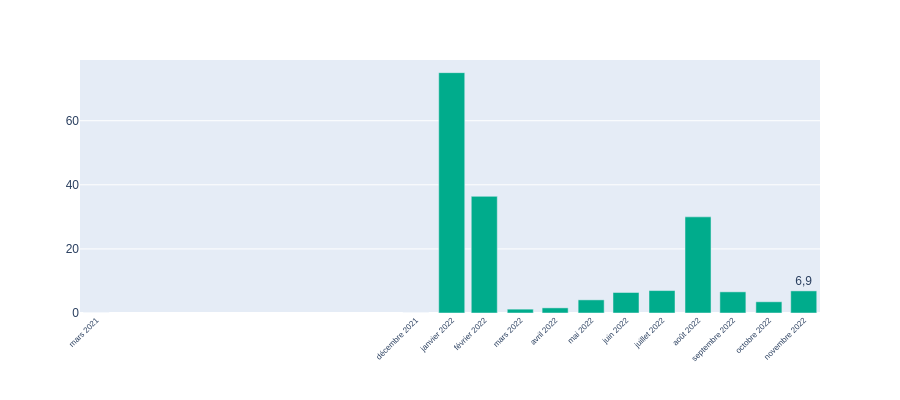 60
40
20
0
6,9
mars 2021
décembre 2021
janvier 2022
février 2022
mars 2022
avril 2022
mai 2022
juin 2022
juillet 2022
août 2022
septembre 2022
octobre 2022
novembre 2022